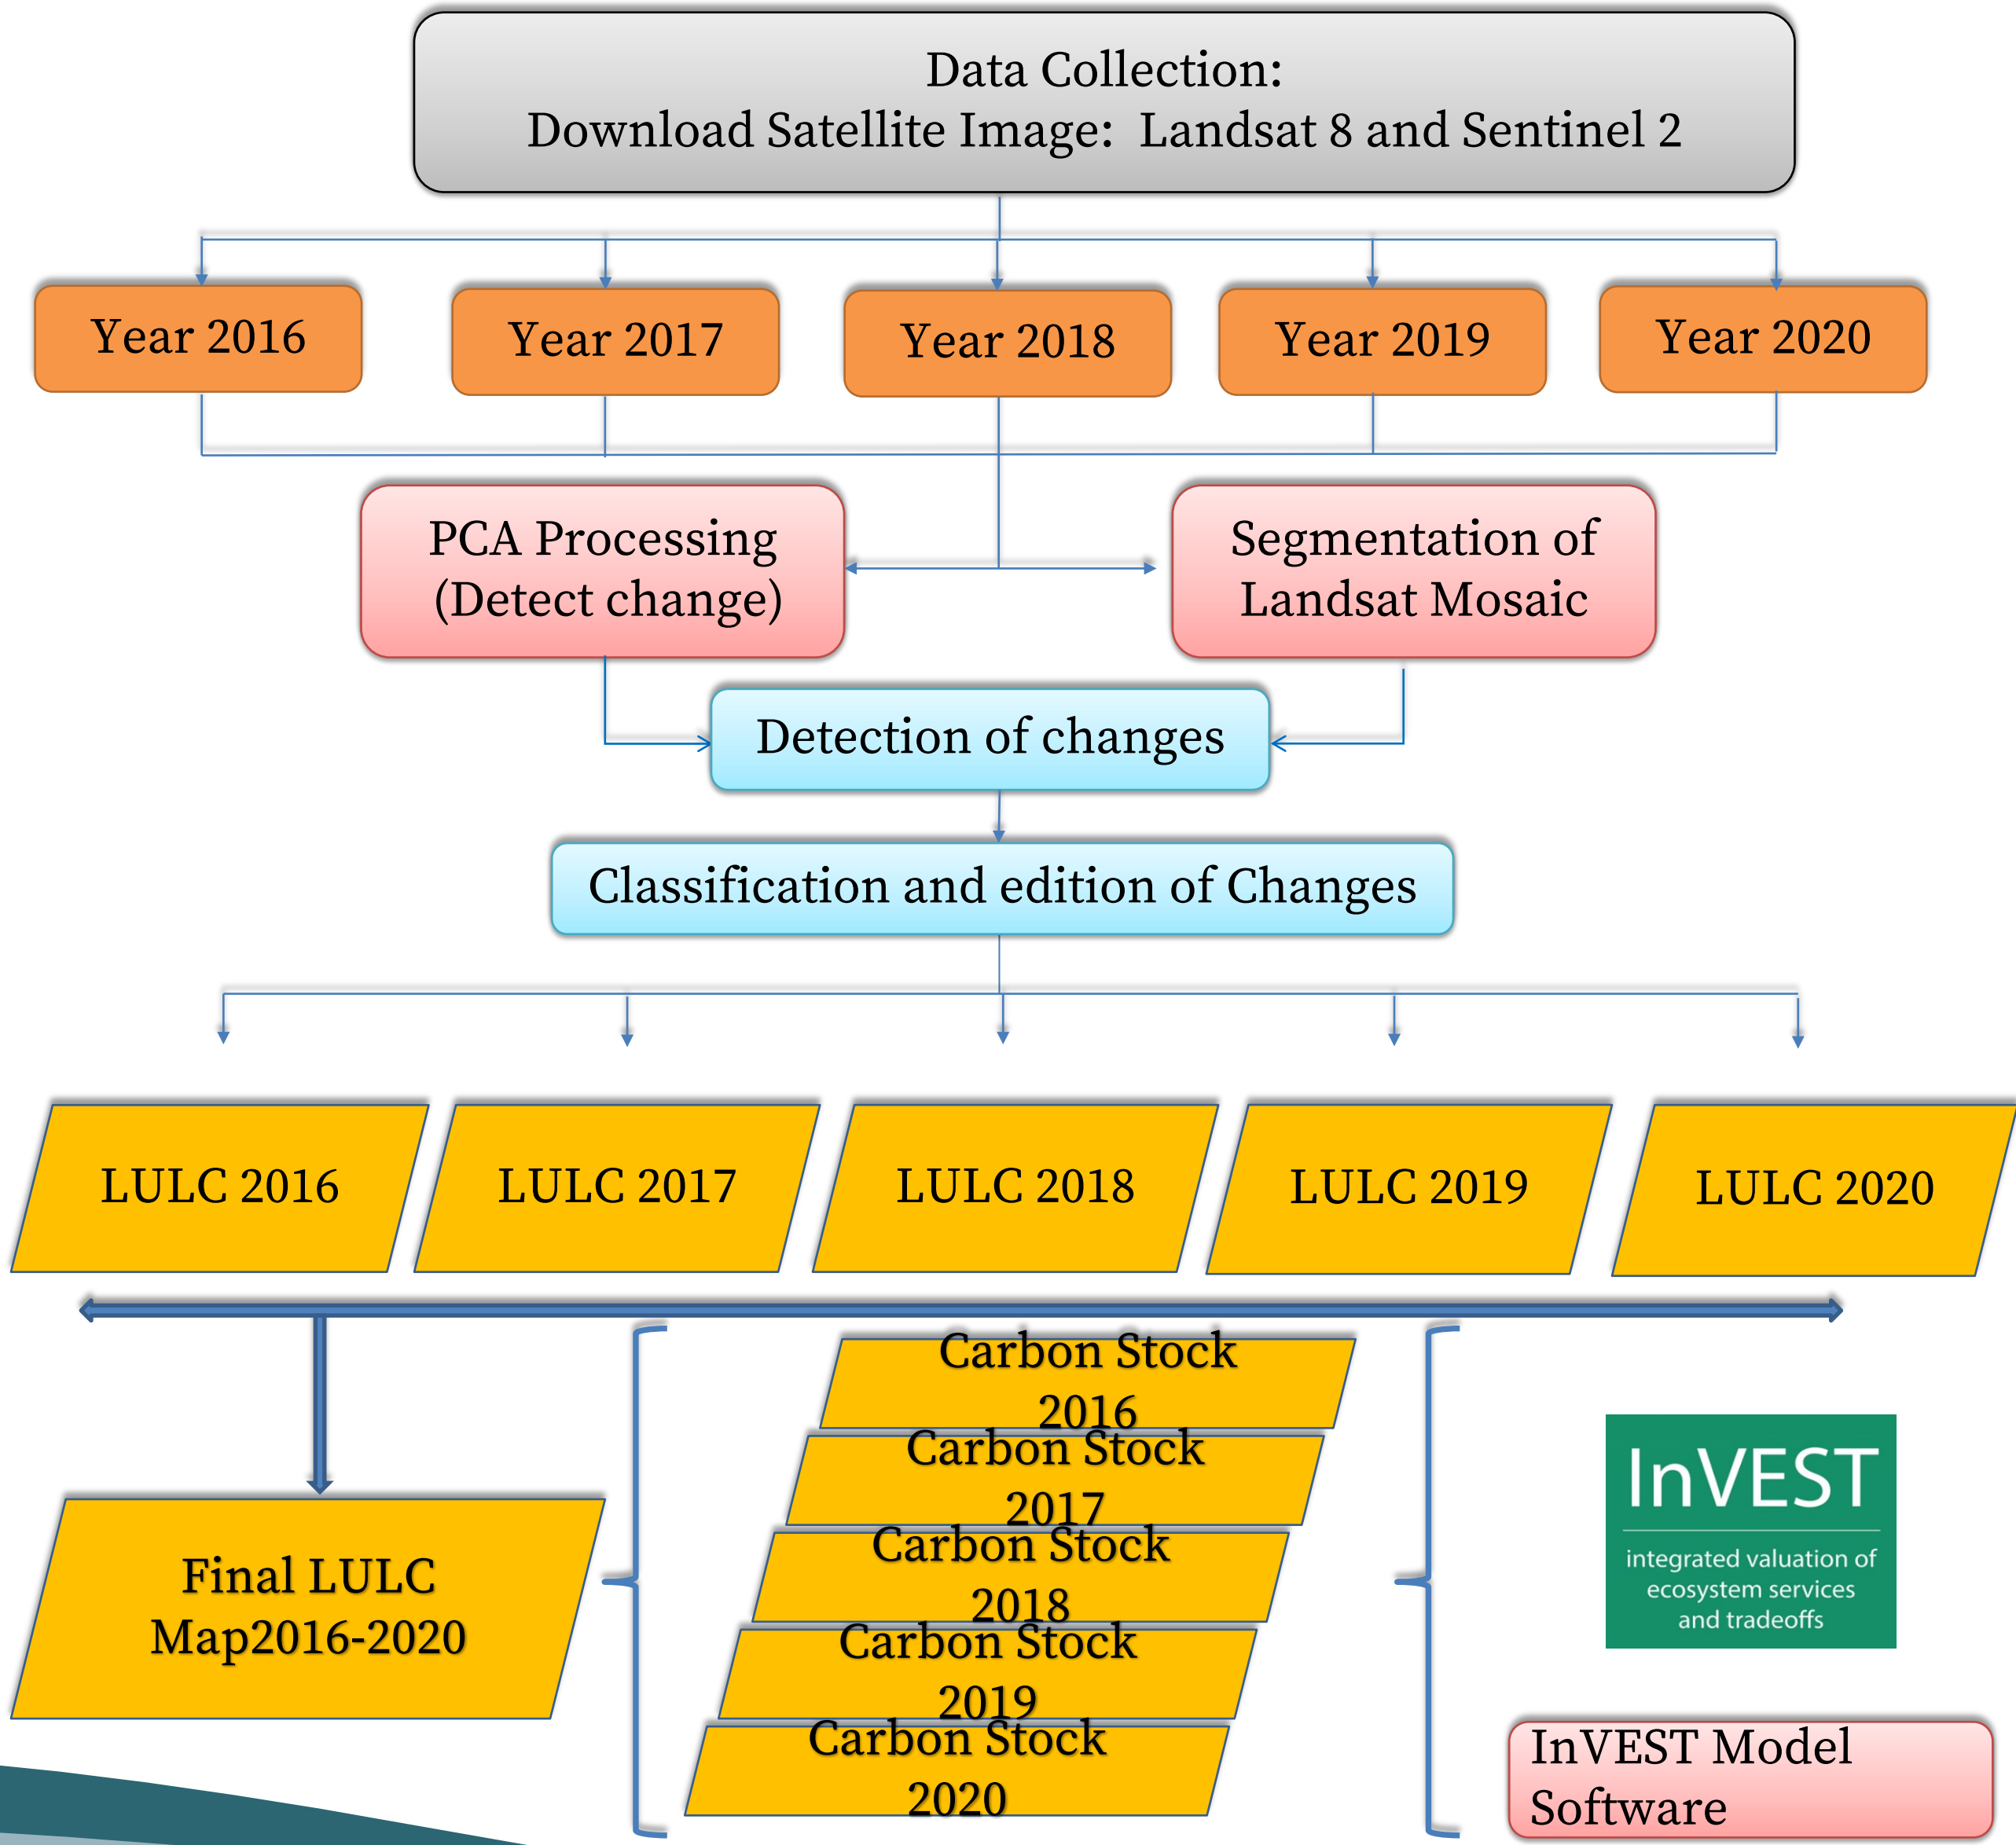 Data Collection:
Download Satellite Image: Landsat 8 and Sentinel 2
Year 2016
Year 2017
Year 2018
Year 2019
Year 2020
PCA Processing
(Detect change)
Segmentation of
Landsat Mosaic
Detection of changes
Classification and edition of Changes
LULC 2016
LULC 2017
LULC 2018
LULC 2019
LULC 2020
Carbon Stock
2016
Carbon Stock
2017
Carbon Stock
2018
Carbon Stock
2019
Carbon Stock
2020
Final LULC
Map2016-2020
InVEST
integrated valuation of
ecosystem services
and tradeoffs
InVEST Model
Software